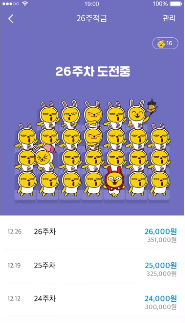 19:00
100%
26주적금
관리
16
26주차 도전중
12.26 26주차 26,000원
351,000원
12.19 25주차 25,000원
325,000원
12.12 24주차 24,000원
300,000원